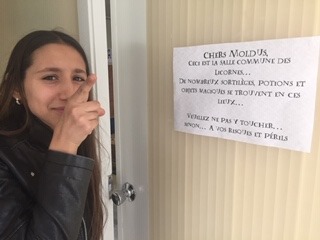 Chers Moldus,
Ceci est la salle commune des
Licornes...
De nombreux sortilèges, potions et
objets magiques se trouvent en ces
lieux...
Veuillez ne pas y toucher...
sinon... A vos risques et périls